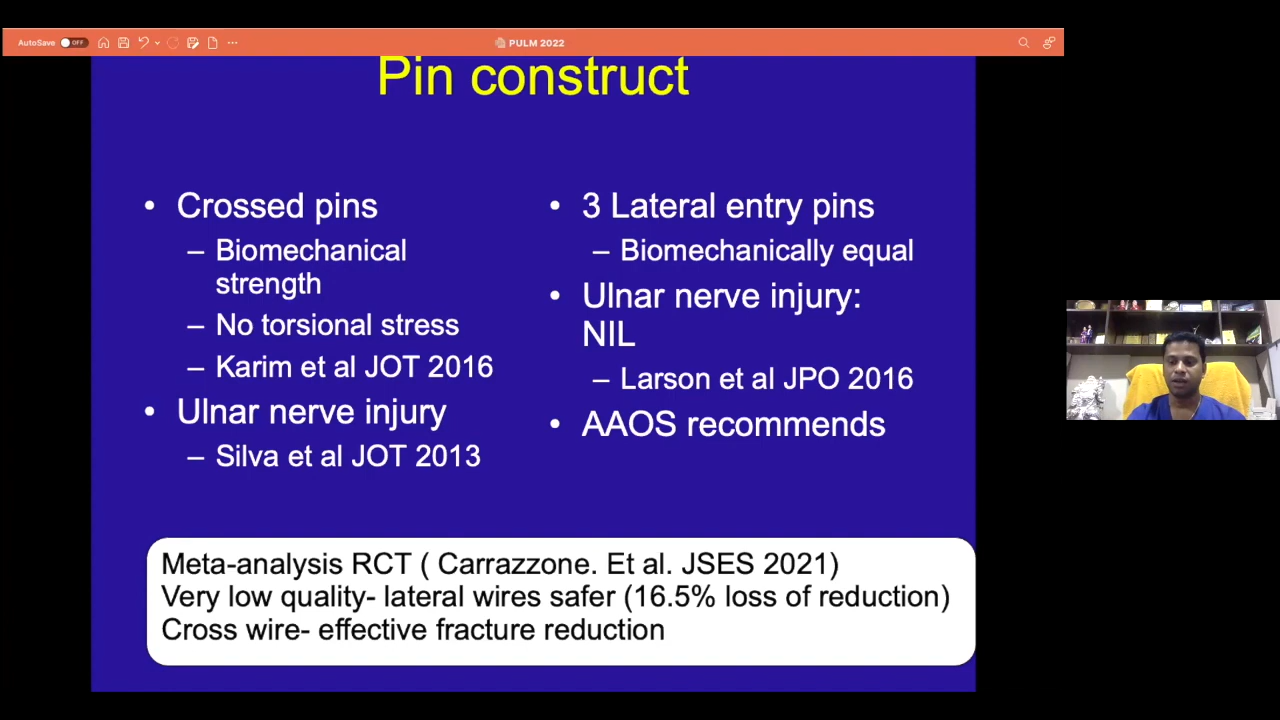 AutoSave OFF
PULM 2022
Pin construct
• Crossed pins
– Biomechanical
strength
– No torsional stress
– Karim et al JOT 2016
• Ulnar nerve injury
– Silva et al JOT 2013
• 3 Lateral entry pins
– Biomechanically equal
• Ulnar nerve injury:
NIL
– Larson et al JPO 2016
• AAOS recommends
Meta-analysis RCT ( Carrazzone. Et al. JSES 2021)
Very low quality- lateral wires safer (16.5% loss of reduction)
Cross wire- effective fracture reduction